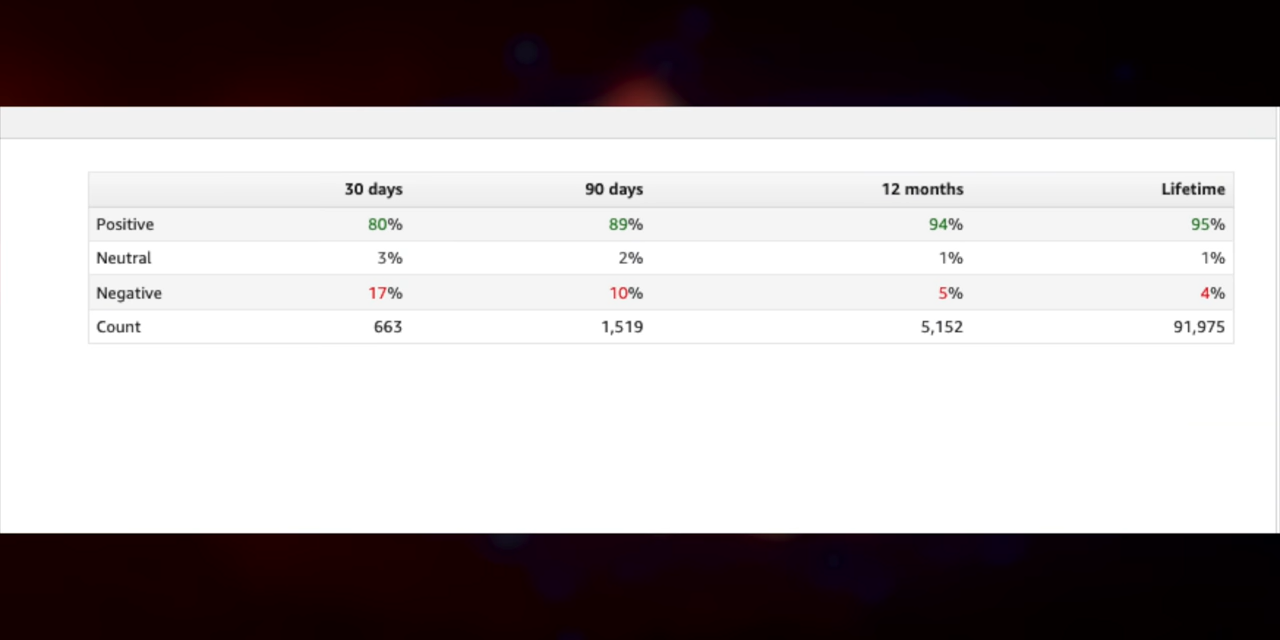 30 days 90 days 12 months Lifetime
Positive 80% 89% 94% 95%
Neutral 3% 2% 1% 1%
Negative 17% 10% 5% 4%
Count 663 1,519 5,152 91,975